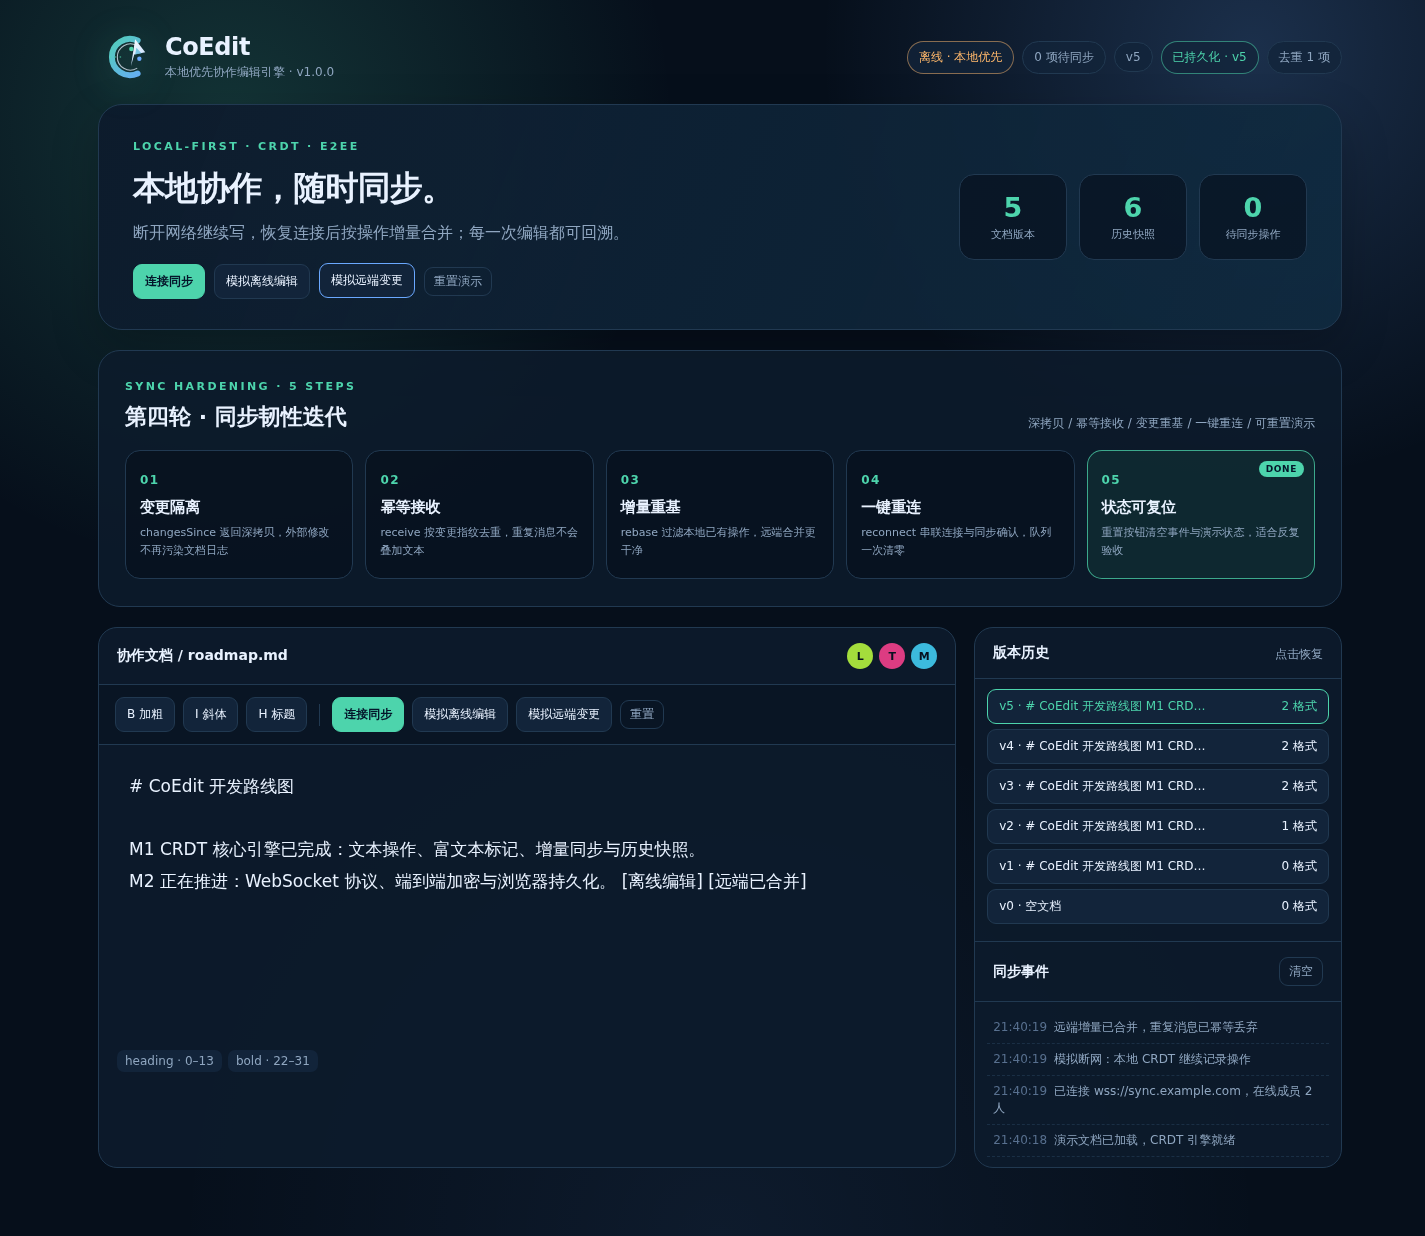 CoEdit
本地优先协作编辑引擎 · v1.0.0
离线 · 本地优先
0 项待同步
v5
已持久化 · v5
去重 1 项
LOCAL-FIRST · CRDT · E2EE
本地协作，随时同步。
断开网络继续写，恢复连接后按操作增量合并；每一次编辑都可回溯。
连接同步
模拟离线编辑
模拟远端变更
重置演示
5
文档版本
6
历史快照
0
待同步操作
SYNC HARDENING · 5 STEPS
第四轮 · 同步韧性迭代
深拷贝 / 幂等接收 / 变更重基 / 一键重连 / 可重置演示
01
变更隔离
changesSince 返回深拷贝，外部修改
不再污染文档日志
02
幂等接收
receive 按变更指纹去重，重复消息不会
叠加文本
03
增量重基
rebase 过滤本地已有操作，远端合并更
干净
04
一键重连
reconnect 串联连接与同步确认，队列
一次清零
DONE
05
状态可复位
重置按钮清空事件与演示状态，适合反复
验收
协作文档 / roadmap.md
L
T
M
B 加粗
I 斜体
H 标题
连接同步
模拟离线编辑
模拟远端变更
重置
# CoEdit 开发路线图
M1 CRDT 核心引擎已完成：文本操作、富文本标记、增量同步与历史快照。
M2 正在推进：WebSocket 协议、端到端加密与浏览器持久化。 [离线编辑] [远端已合并]
heading · 0–13
bold · 22–31
版本历史
点击恢复
v5 · # CoEdit 开发路线图 M1 CRD…
2 格式
v4 · # CoEdit 开发路线图 M1 CRD…
2 格式
v3 · # CoEdit 开发路线图 M1 CRD…
2 格式
v2 · # CoEdit 开发路线图 M1 CRD…
1 格式
v1 · # CoEdit 开发路线图 M1 CRD…
0 格式
v0 · 空文档
0 格式
同步事件
清空
21:40:19 远端增量已合并，重复消息已幂等丢弃
21:40:19 模拟断网：本地 CRDT 继续记录操作
21:40:19 已连接 wss://sync.example.com，在线成员 2
人
21:40:18 演示文档已加载，CRDT 引擎就绪